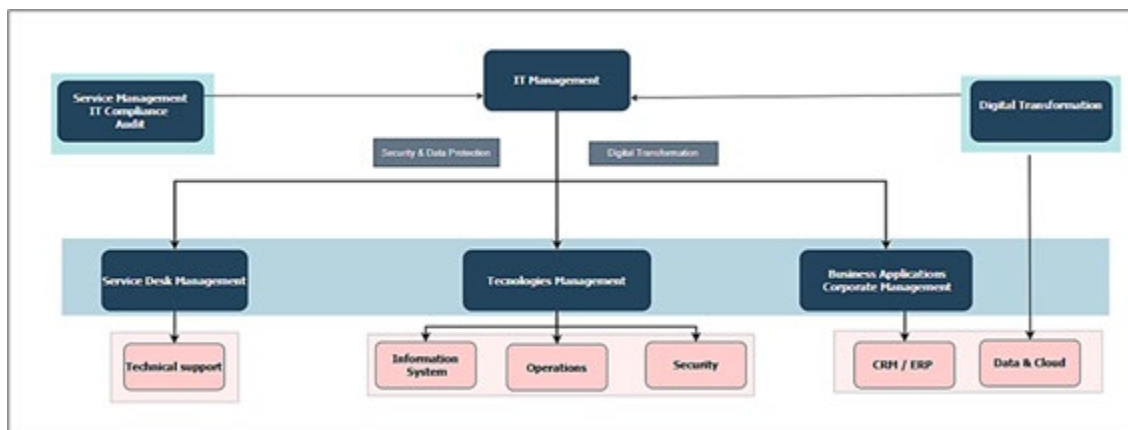 IT Management
Service Management
IT Compliance
Audit
Digital Transformation
Security & Data Protection
Digital Transformation
Service Desk Management
Tecnologies Management
Business Applications
Corporate Management
Technical support
Information
System
Operations
Security
CRM / ERP
Data & Cloud